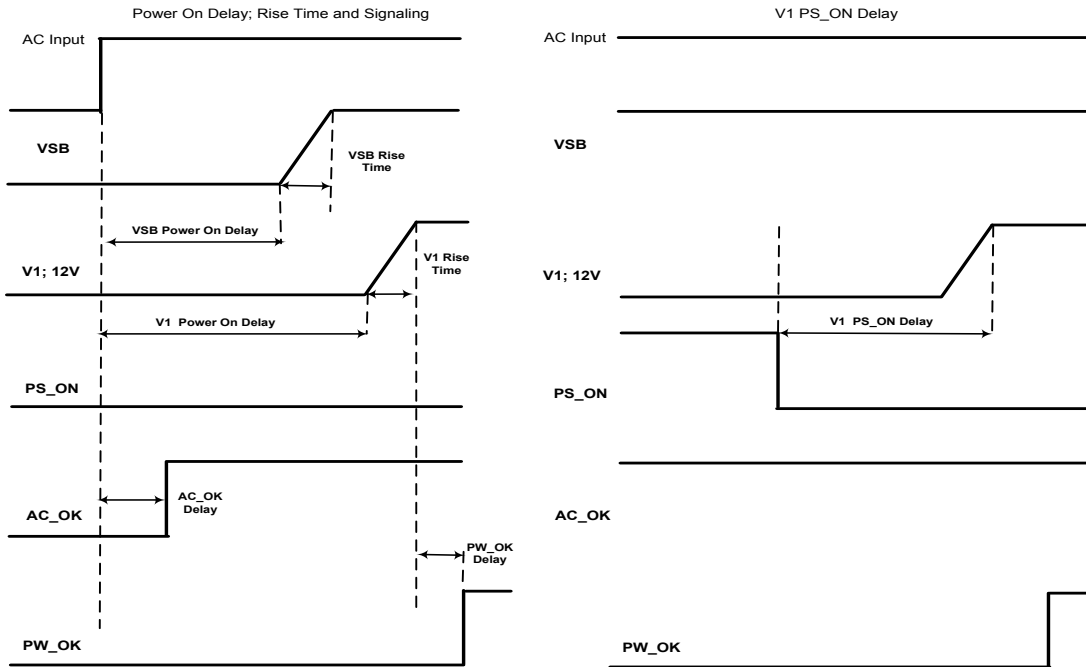 Power On Delay; Rise Time and Signaling
AC Input
VSB
VSB Rise
Time
VSB Power On Delay
V1; 12V
V1 Rise
Time
V1 Power On Delay
PS_ON
AC_OK
AC_OK
Delay
PW_OK
Delay
PW_OK
V1 PS_ON Delay
AC Input
VSB
V1; 12V
V1 PS_ON Delay
PS_ON
AC_OK
PW_OK